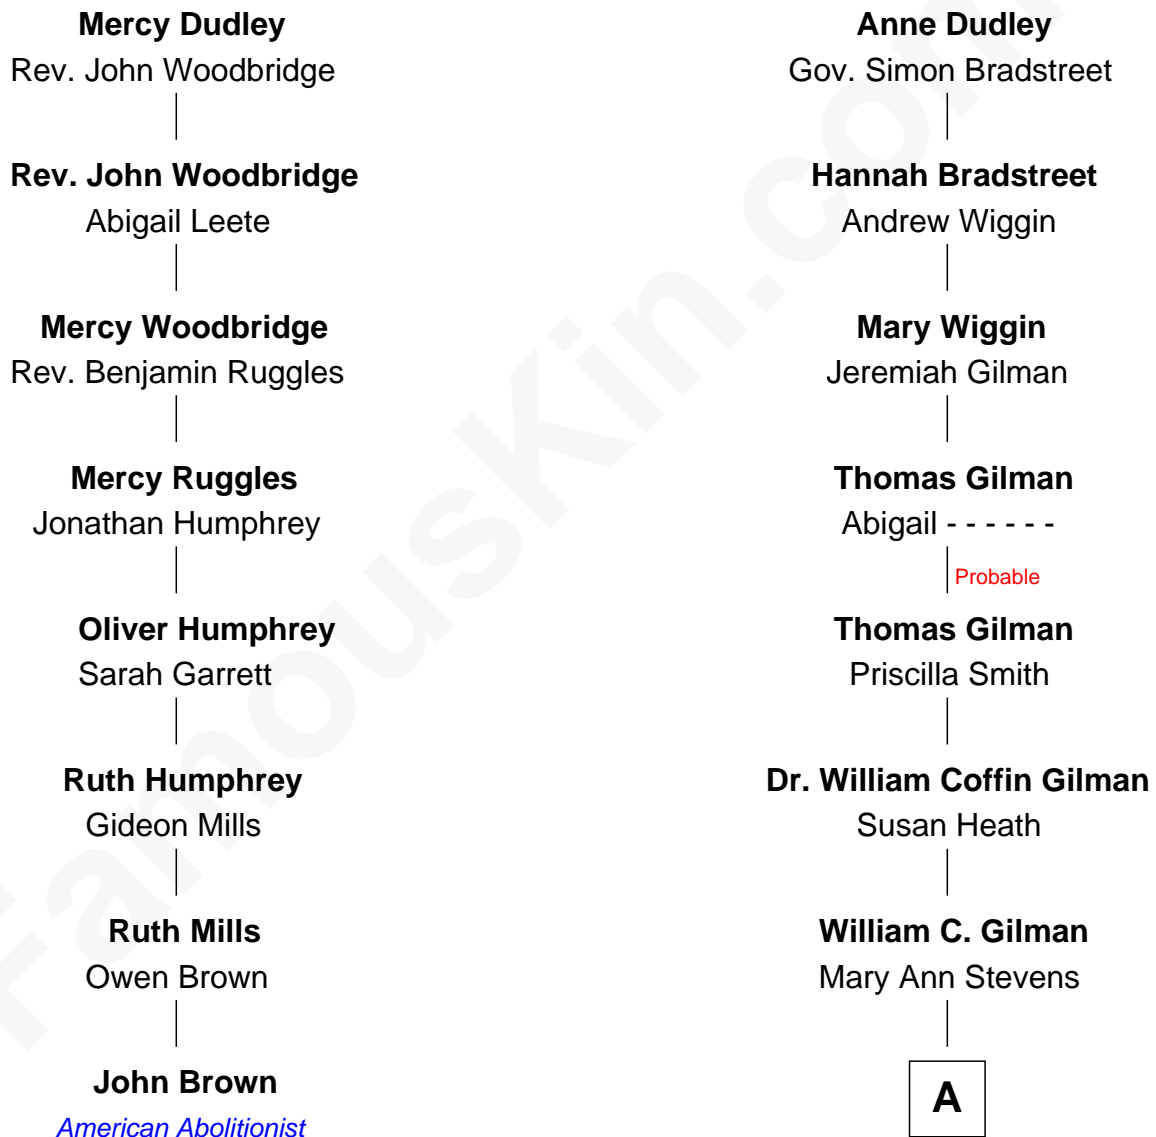 Mercy Dudley
Rev. John Woodbridge
Rev. John Woodbridge
Abigail Leete
Mercy Woodbridge
Rev. Benjamin Ruggles
Mercy Ruggles
Jonathan Humphrey
Oliver Humphrey
Sarah Garrett
Ruth Humphrey
Gideon Mills
Ruth Mills
Owen Brown
John Brown
American Abolitionist
Anne Dudley
Gov. Simon Bradstreet
Hannah Bradstreet
Andrew Wiggin
Mary Wiggin
Jeremiah Gilman
Thomas Gilman
Abigail - - - - - -
Probable
Thomas Gilman
Priscilla Smith
Dr. William Coffin Gilman
Susan Heath
William C. Gilman
Mary Ann Stevens
A
FamousKin.com